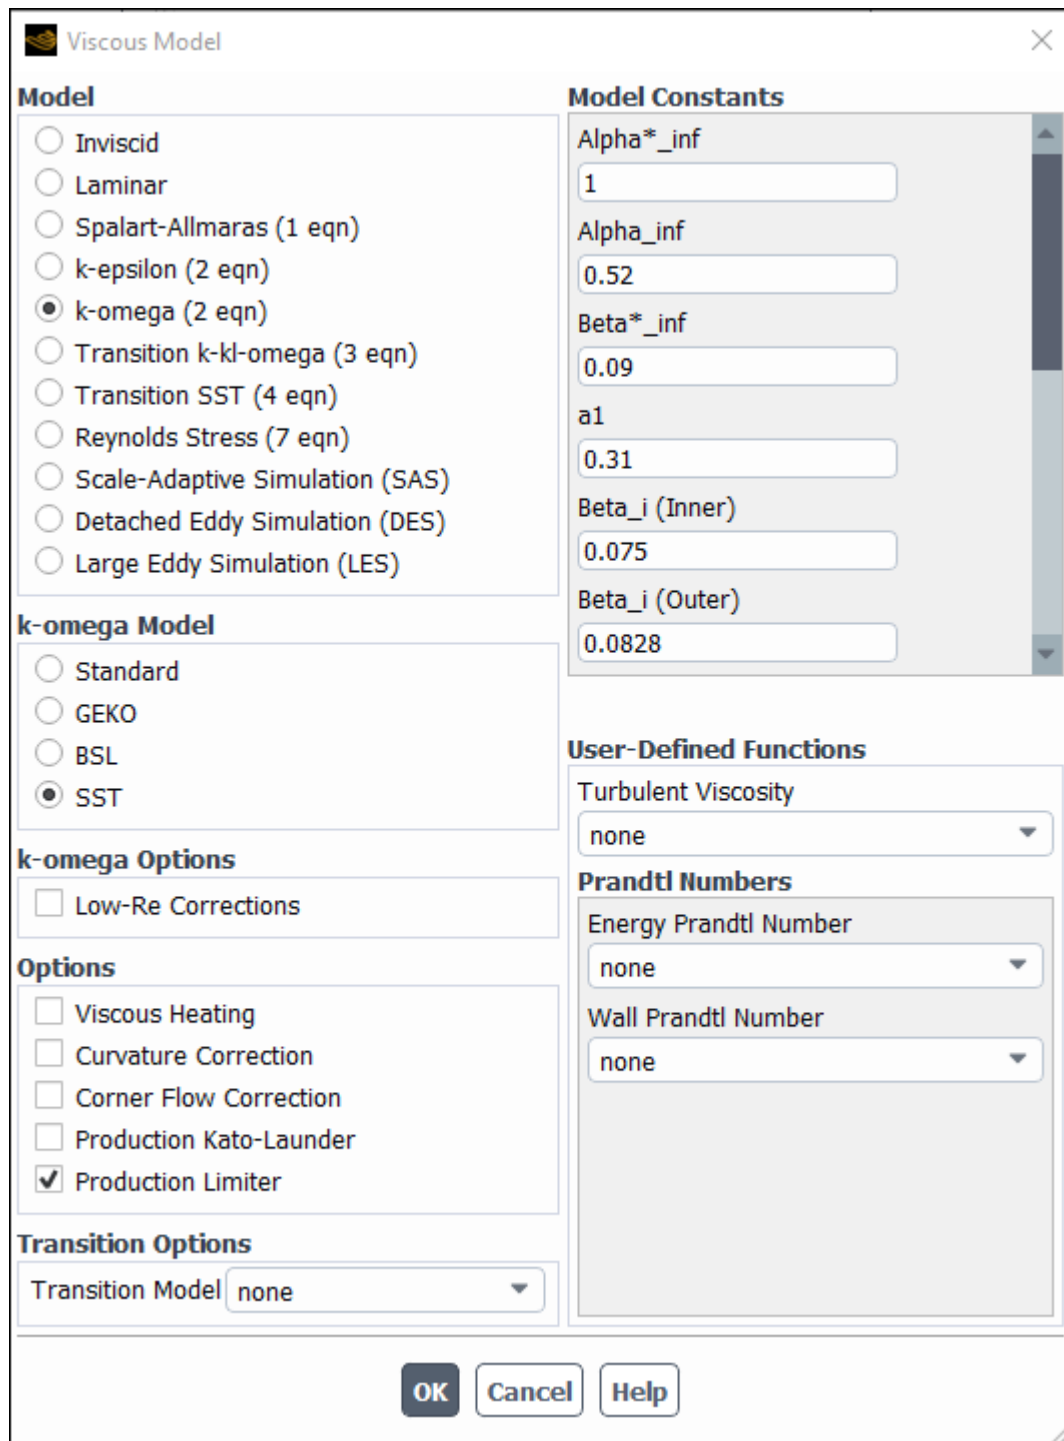 Viscous Model
Model
Inviscid
Laminar
Spalart-Allmaras (1 eqn)
k-epsilon (2 eqn)
k-omega (2 eqn)
Transition k-kl-omega (3 eqn)
Transition SST (4 eqn)
Reynolds Stress (7 eqn)
Scale-Adaptive Simulation (SAS)
Detached Eddy Simulation (DES)
Large Eddy Simulation (LES)
k-omega Model
Standard
GEKO
BSL
SST
k-omega Options
Low-Re Corrections
Options
Viscous Heating
Curvature Correction
Corner Flow Correction
Production Kato-Launder
Production Limiter
Transition Options
Transition Model none
Model Constants
Alpha*_inf
1
Alpha_inf
0.52
Beta*_inf
0.09
a1
0.31
Beta_i (Inner)
0.075
Beta_i (Outer)
0.0828
User-Defined Functions
Turbulent Viscosity
none
Prandtl Numbers
Energy Prandtl Number
none
Wall Prandtl Number
none
OK Cancel Help